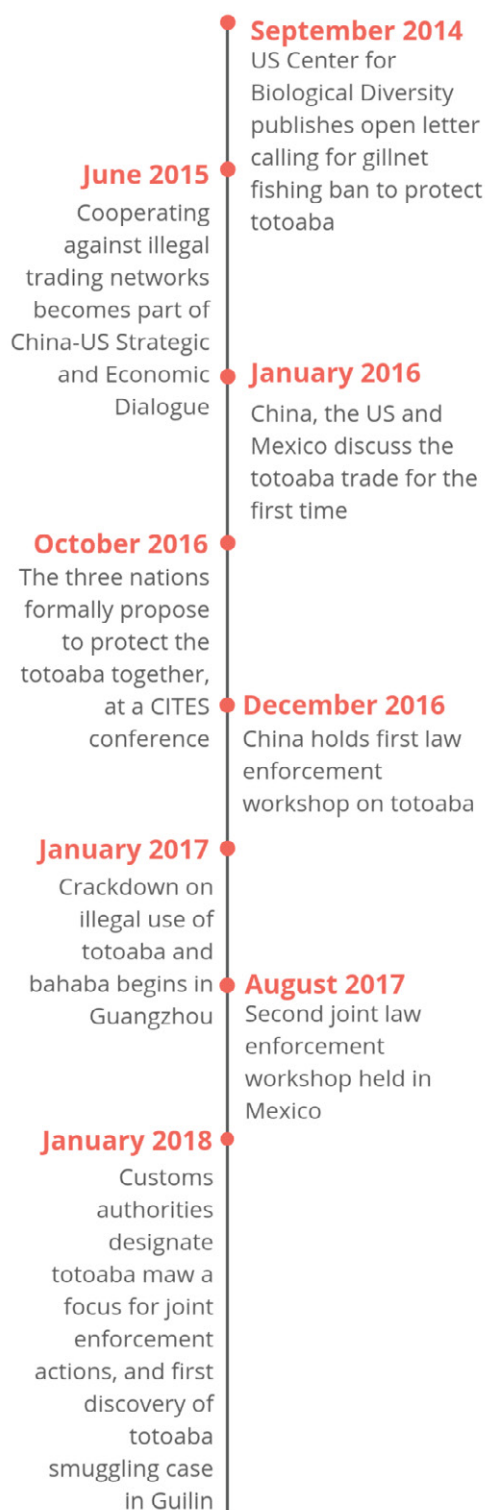 September 2014
US Center for
Biological Diversity
publishes open letter
calling for gillnet
fishing ban to protect
totoaba
June 2015
Cooperating
against illegal
trading networks
becomes part of
China-US Strategic
and Economic
Dialogue
January 2016
China, the US and
Mexico discuss the
totoaba trade for the
first time
October 2016
The three nations
formally propose
to protect the
totoaba together,
at a CITES
conference
December 2016
China holds first law
enforcement
workshop on totoaba
January 2017
Crackdown on
illegal use of
totoaba and
bahaba begins in
Guangzhou
August 2017
Second joint law
enforcement
workshop held in
Mexico
January 2018
Customs
authorities
designate
totoaba maw a
focus for joint
enforcement
actions, and first
discovery of
totoaba
smuggling case
in Guilin